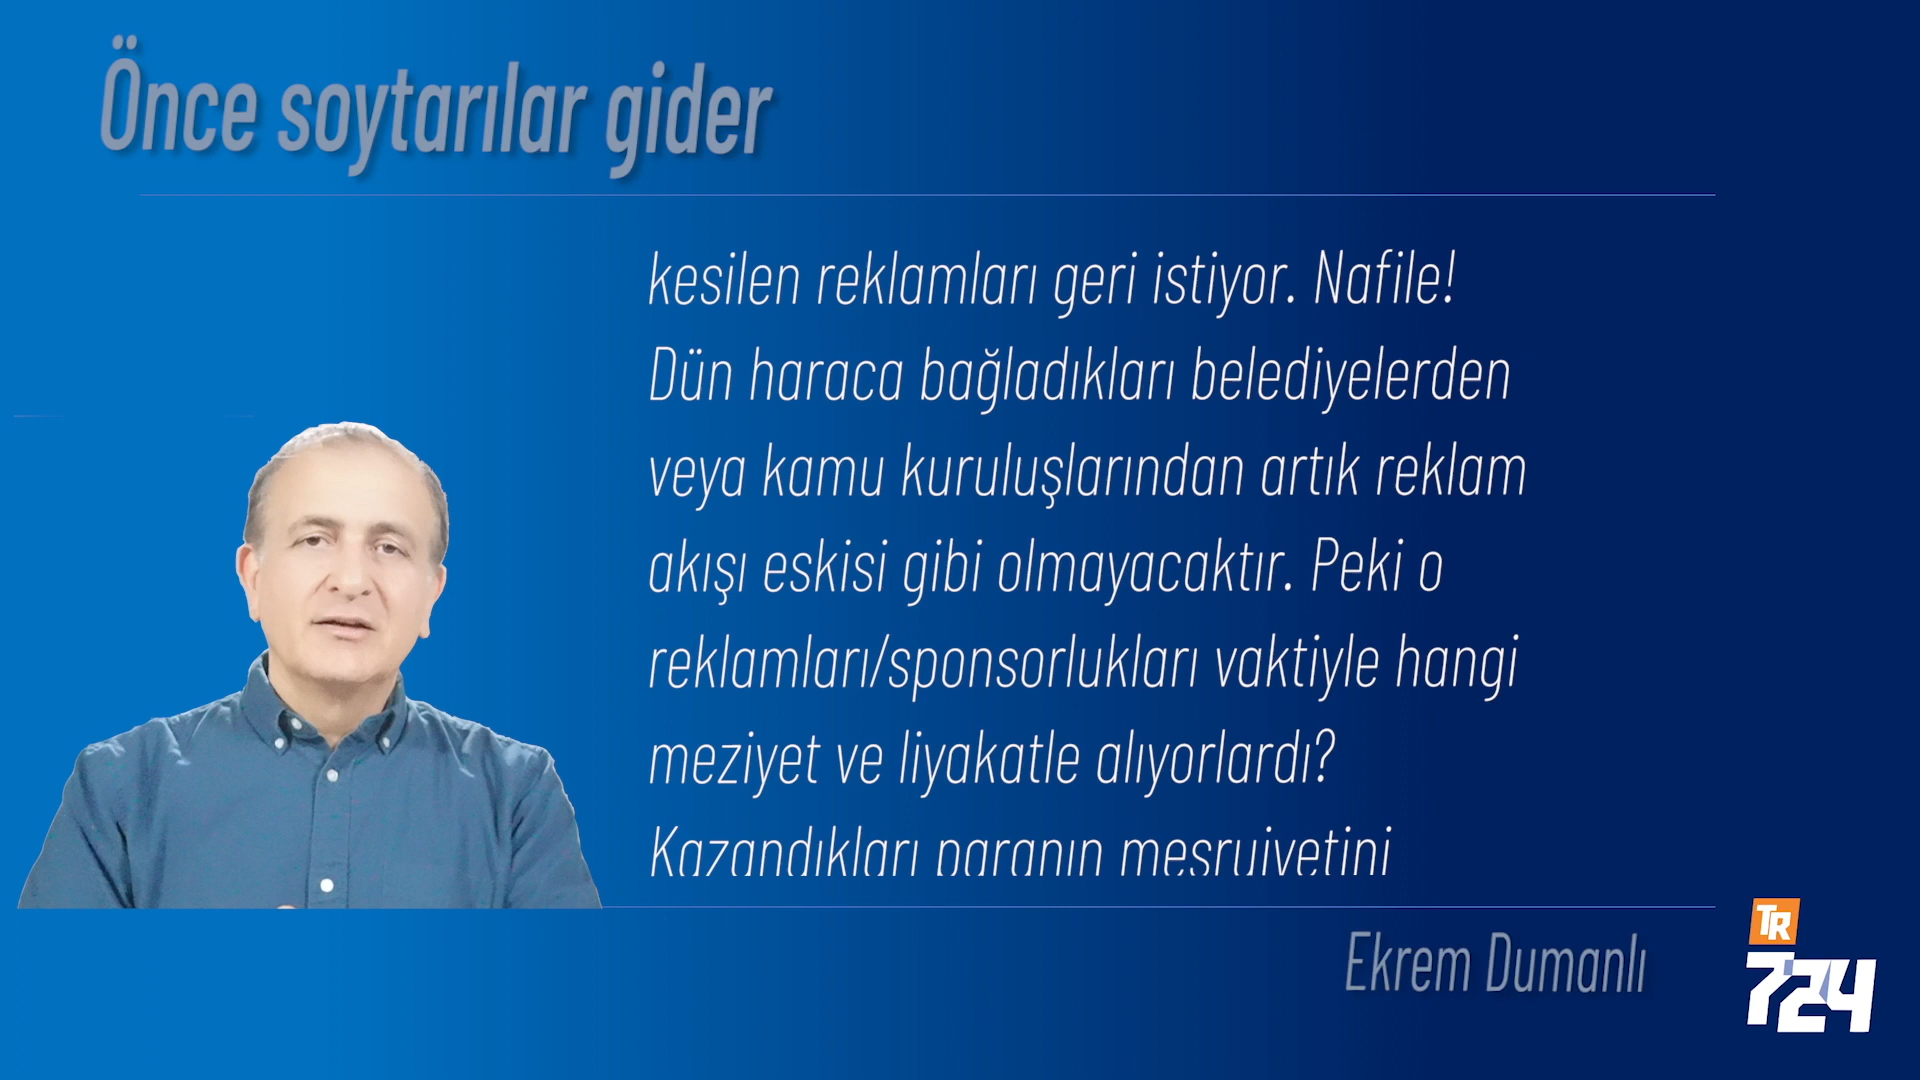 Önce soytarılar gider
kesilen reklamları geri istiyor. Nafile!
Dün haraca bağladıkları belediyelerden
veya kamu kuruluşlarından artık reklam
akışı eskisi gibi olmayacaktır. Peki o
reklamları/sponsorlukları vaktiyle hangi
meziyet ve liyakatle alıyorlardı?
Kazandıkları paranın meşruiyetini
Ekrem Dumanlı
TR
724